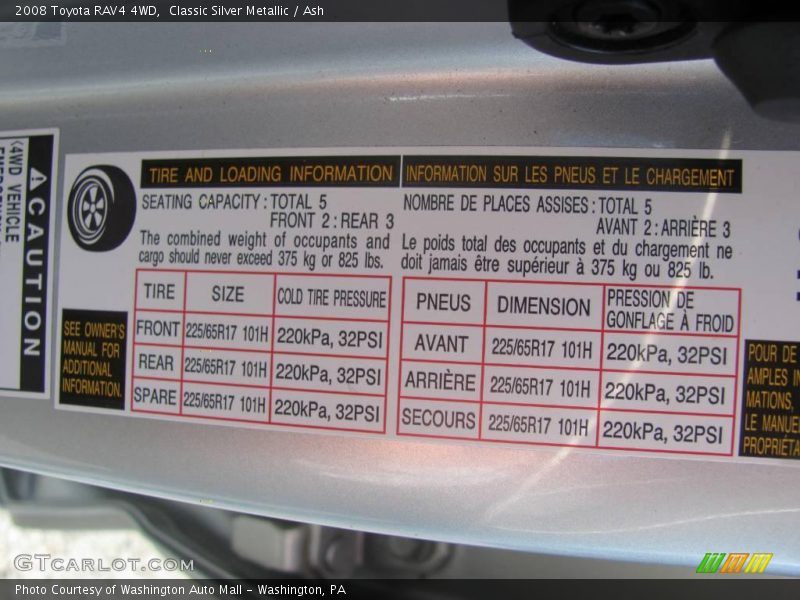 2008 Toyota RAV4 4WD,  Classic Silver Metallic / Ash
CAUTION
4WD VEHICLE
TIRE AND LOADING INFORMATION
SEATING CAPACITY : TOTAL 5
FRONT 2 : REAR 3
The combined weight of occupants and
cargo should never exceed 375 kg or 825 lbs.
TIRE SIZE COLD TIRE PRESSURE
FRONT 225/65R17 101H 220kPa, 32PSI
REAR 225/65R17 101H 220kPa, 32PSI
SPARE 225/65R17 101H 220kPa, 32PSI
SEE OWNER'S
MANUAL FOR
ADDITIONAL
INFORMATION.
INFORMATION SUR LES PNEUS ET LE CHARGEMENT
NOMBRE DE PLACES ASSISES : TOTAL 5
AVANT 2 : ARRIÈRE 3
Le poids total des occupants et du chargement ne
doit jamais être supérieur à 375 kg ou 825 lb.
PNEUS DIMENSION PRESSION DE
GONFLAGE À FROID
AVANT 225/65R17 101H 220kPa, 32PSI
ARRIÈRE 225/65R17 101H 220kPa, 32PSI
SECOURS 225/65R17 101H 220kPa, 32PSI
POUR DE
AMPLES IN
MATIONS,
LE MANUE
PROPRIÉTA
GTcarlot.com
Photo Courtesy of Washington Auto Mall - Washington, PA